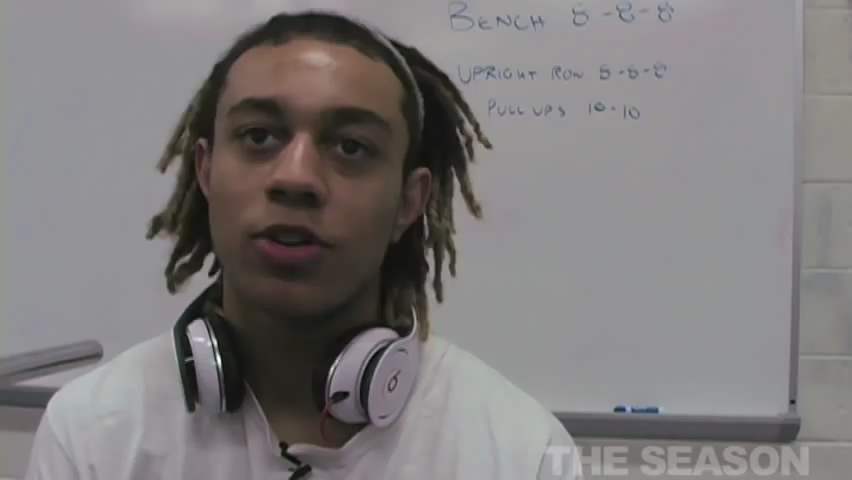 BENCH 8-8-8
UPRIGHT ROW 8-8-8
PULL UPS 10-10
THE SEASON